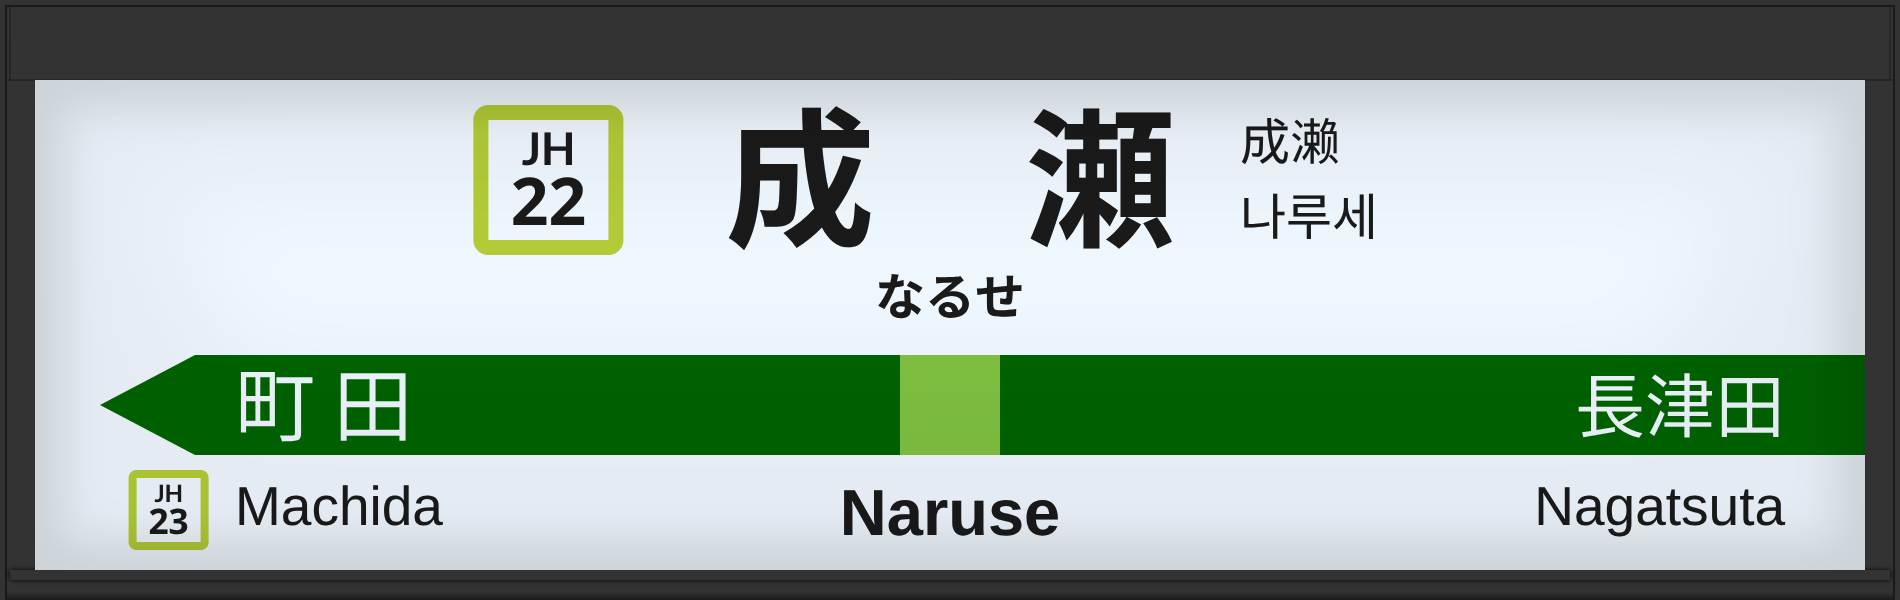 JH
22
成 瀬
成濑
나루세
なるせ
町 田
長津田
JH
23
Machida
Naruse
Nagatsuta